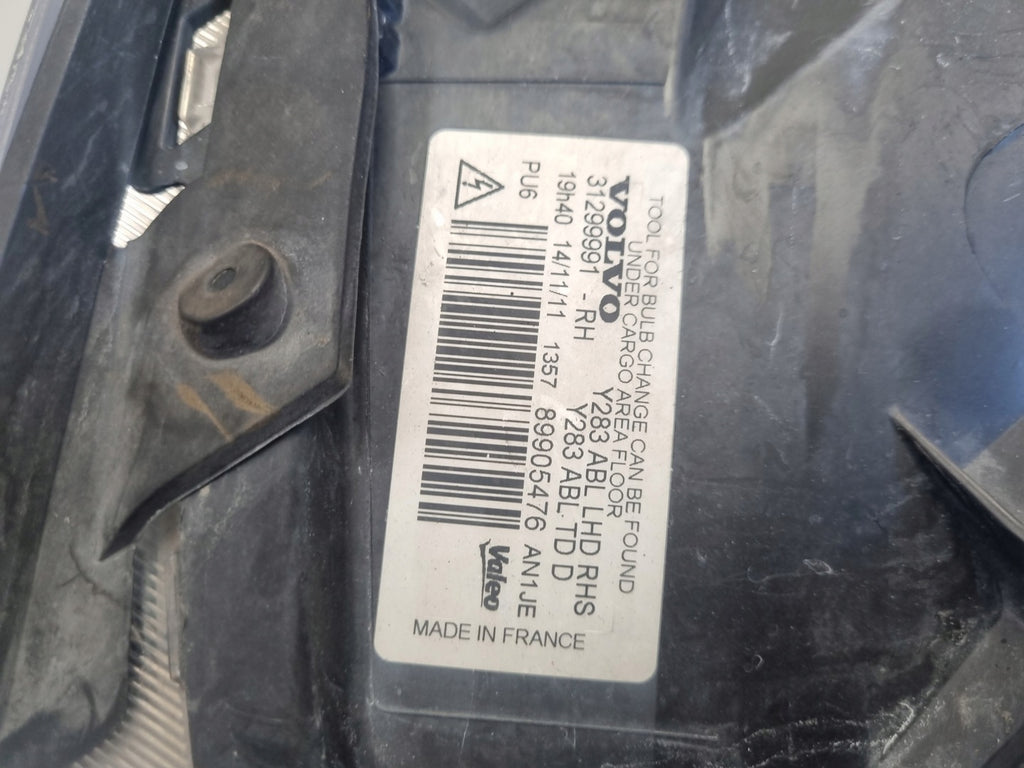 TOOL FOR BULB CHANGE CAN BE FOUND
UNDER CARGO AREA FLOOR
VOLVO
31299991 - RH Y283 ABL LHD RHS
19h40 14/11/11 Y283 ABL TD D
PU6 1357 89905476 AN1JE
Valeo
MADE IN FRANCE